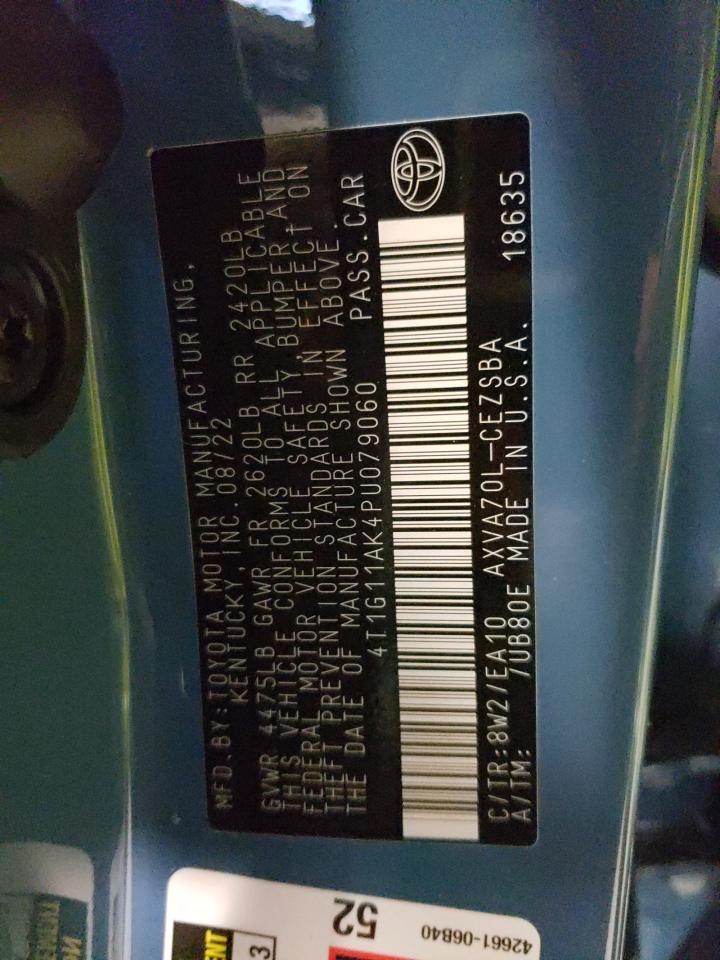 MFD.BY:TOYOTA MOTOR MANUFACTURING,
KENTUCKY,INC.08/22
GVWR 4475LB GAWR FR 2620LB RR 2420LB
THIS VEHICLE CONFORMS TO ALL APPLICABLE
FEDERAL MOTOR VEHICLE SAFETY,BUMPER,AND
THEFT PREVENTION STANDARDS IN EFFECT ON
THE DATE OF MANUFACTURE SHOWN ABOVE.
4T1G11AK4PU079060 PASS.CAR
C/TR:8W2/EA10 AXVA70L-CEZSBA
A/TM: /UB80E MADE IN U.S.A. 18635
52
42661-06B40
3